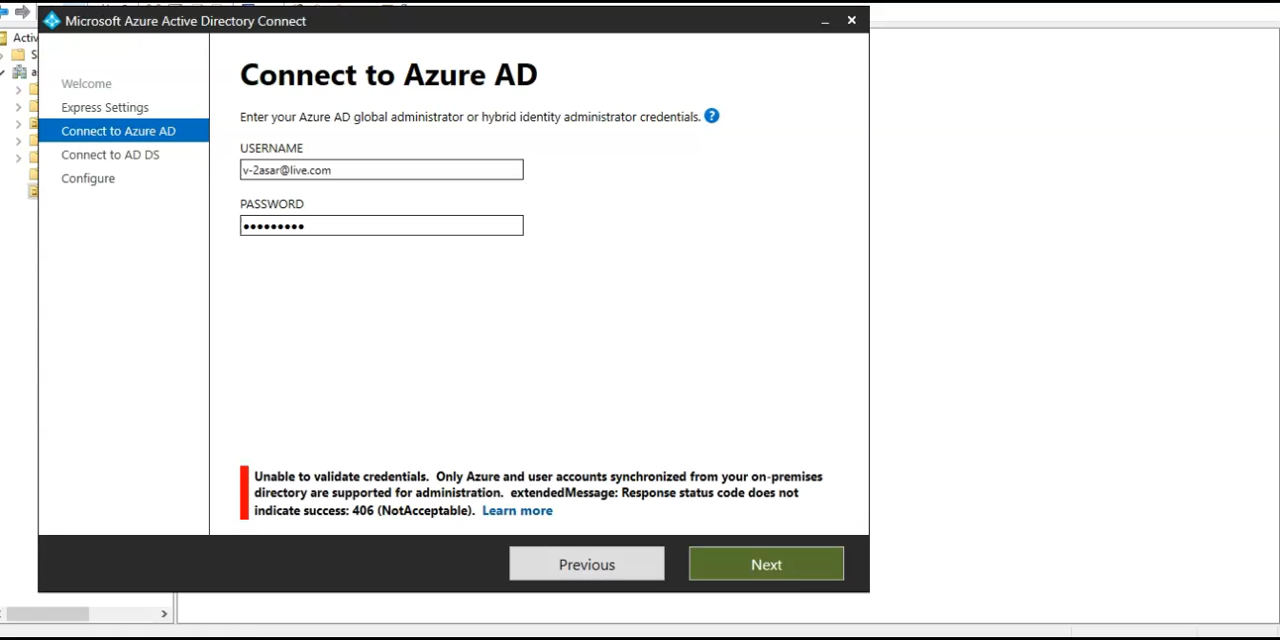 Microsoft Azure Active Directory Connect
Activ
S
a
Welcome
Express Settings
Connect to Azure AD
Connect to AD DS
Configure
Connect to Azure AD
Enter your Azure AD global administrator or hybrid identity administrator credentials. ?
USERNAME
v-2asar@live.com
PASSWORD
•••••••••
Unable to validate credentials. Only Azure and user accounts synchronized from your on-premises
directory are supported for administration. extendedMessage: Response status code does not
indicate success: 406 (NotAcceptable). Learn more
Previous
Next